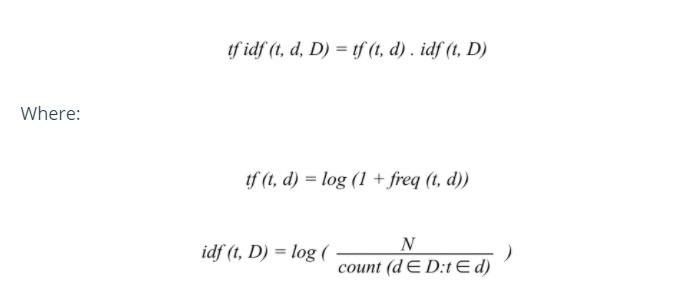 tf idf (t, d, D) = tf (t, d) . idf (t, D)
Where:
tf (t, d) = log (1 + freq (t, d))
idf (t, D) = log ( N / count (d ∈ D:t ∈ d) )